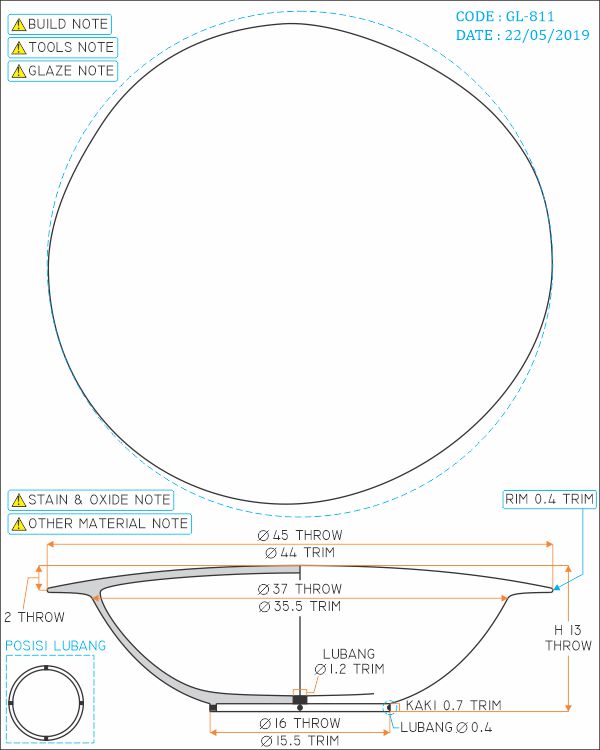 BUILD NOTE
TOOLS NOTE
GLAZE NOTE
CODE : GL-811
DATE : 22/05/2019
STAIN & OXIDE NOTE
OTHER MATERIAL NOTE
RIM 0.4 TRIM
Ø 45 THROW
Ø 44 TRIM
Ø 37 THROW
Ø 35.5 TRIM
2 THROW
H 13
THROW
POSISI LUBANG
LUBANG
Ø 1.2 TRIM
KAKI 0.7 TRIM
LUBANG Ø 0.4
Ø 16 THROW
Ø 15.5 TRIM